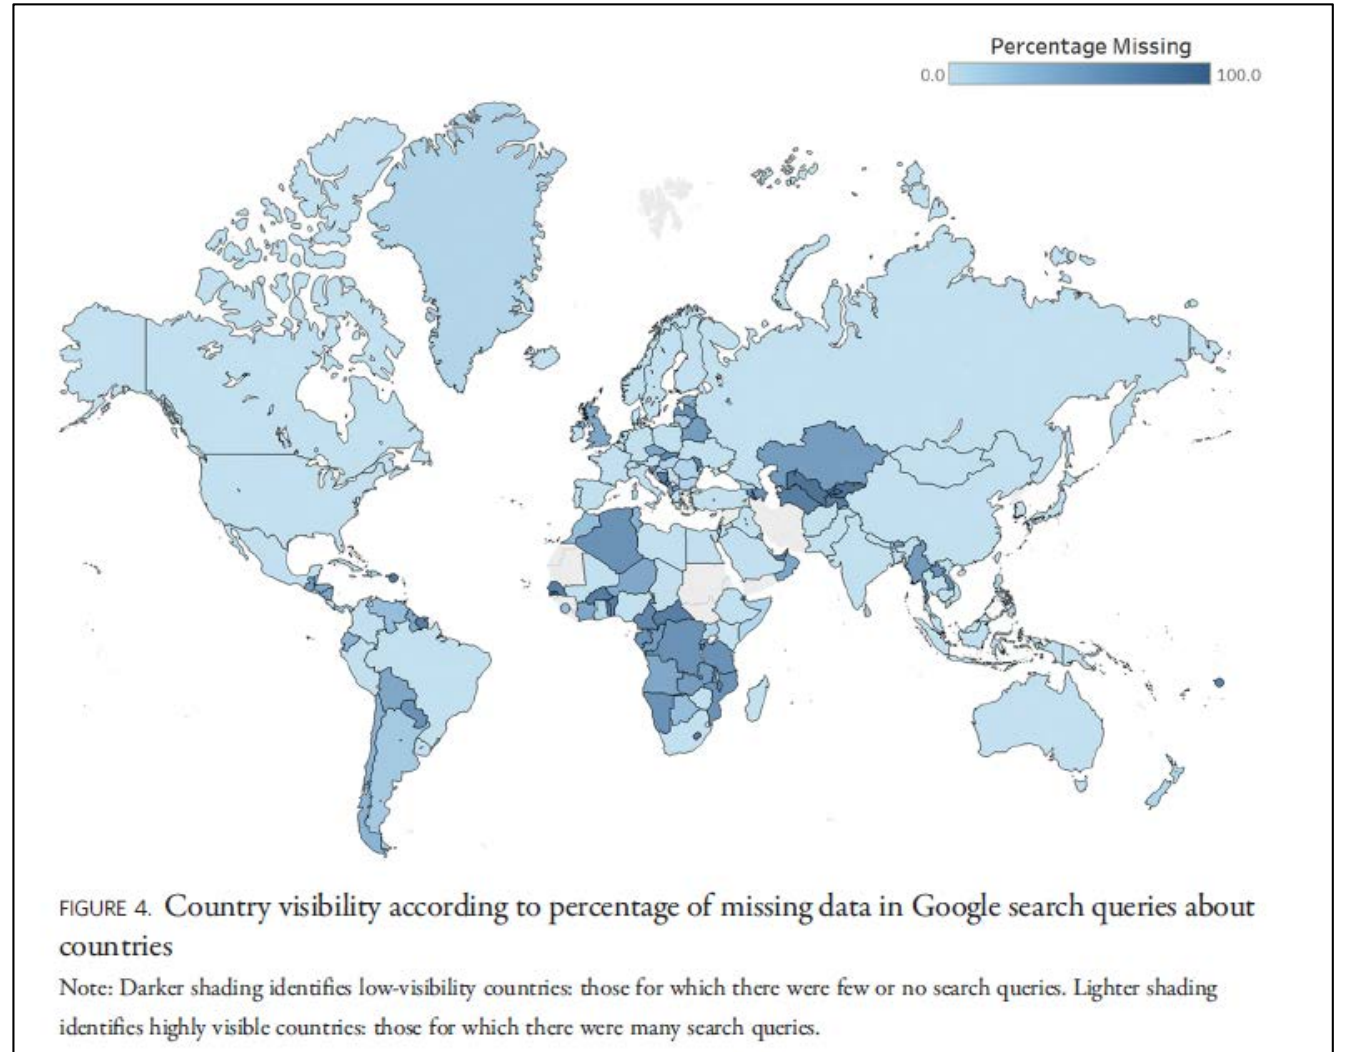 Percentage Missing
0.0 100.0
FIGURE 4. Country visibility according to percentage of missing data in Google search queries about
countries
Note: Darker shading identifies low-visibility countries: those for which there were few or no search queries. Lighter shading
identifies highly visible countries: those for which there were many search queries.